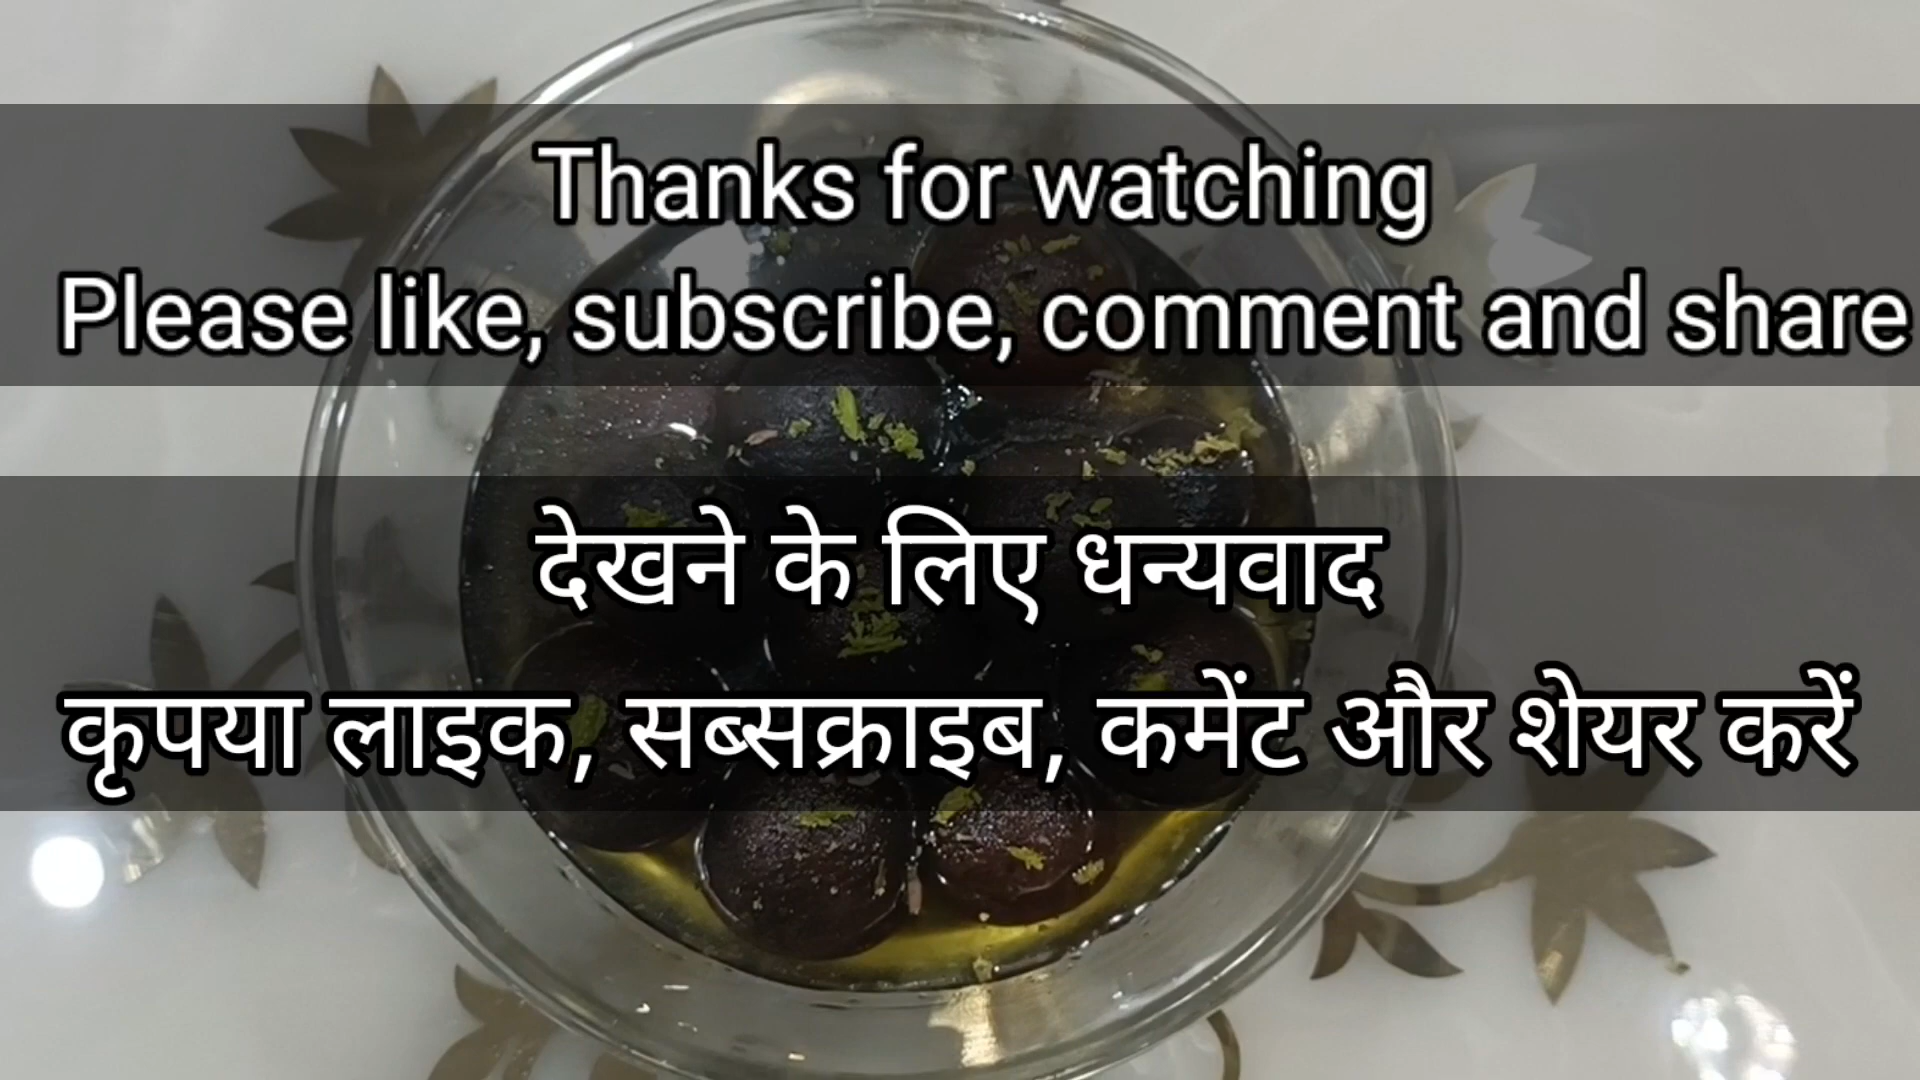 Thanks for watching
Please like, subscribe, comment and share
देखने के लिए धन्यवाद
कृपया लाइक, सब्सक्राइब, कमेंट और शेयर करें